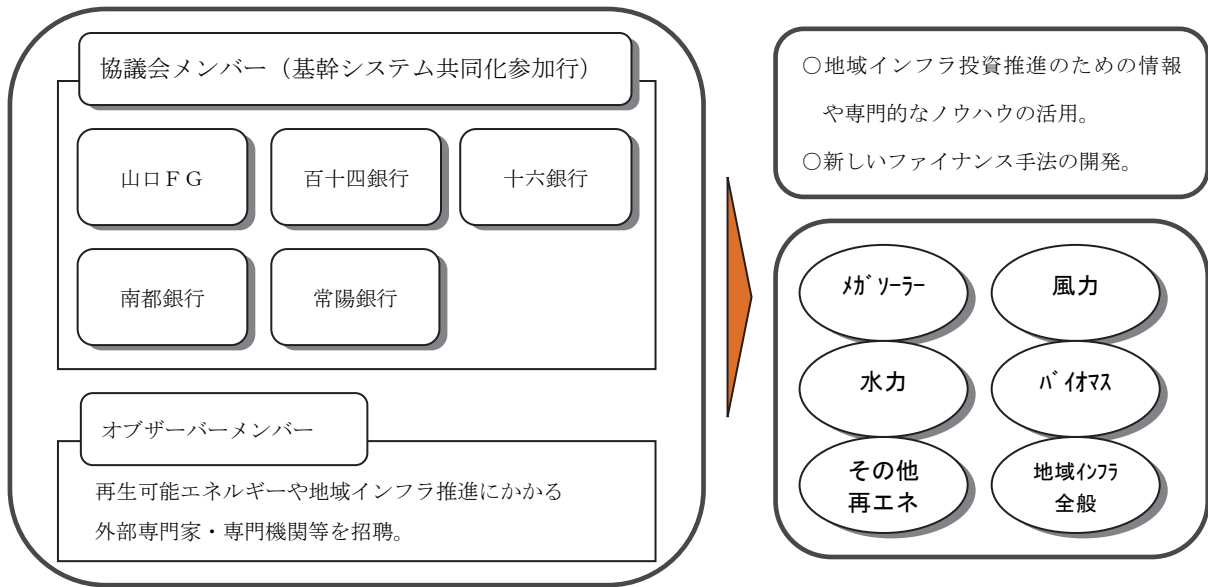 協議会メンバー（基幹システム共同化参加行）
山口ＦＧ
百十四銀行
十六銀行
南都銀行
常陽銀行
オブザーバーメンバー
再生可能エネルギーや地域インフラ推進にかかる
外部専門家・専門機関等を招聘。
○地域インフラ投資推進のための情報
や専門的なノウハウの活用。
○新しいファイナンス手法の開発。
ﾒｶﾞｿｰﾗｰ
風力
水力
ﾊﾞｲｵﾏｽ
その他
再エネ
地域ｲﾝﾌﾗ
全般